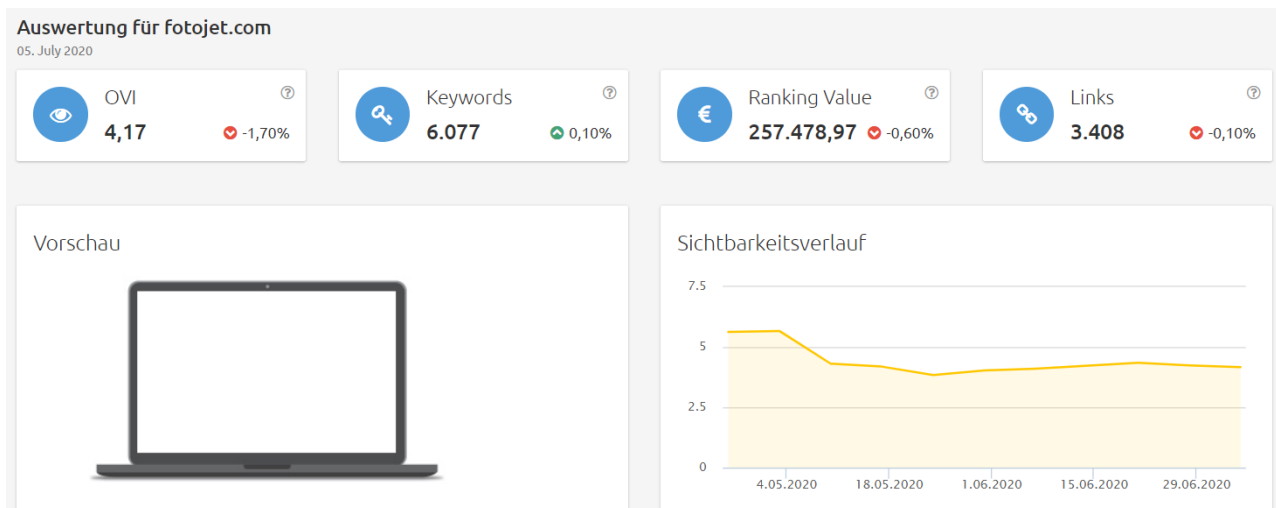 Auswertung für fotojet.com
05. July 2020
OVI
4,17 -1,70%
Keywords
6.077 0,10%
Ranking Value
257.478,97 -0,60%
Links
3.408 -0,10%
Vorschau
Sichtbarkeitsverlauf
7.5
5
2.5
0
4.05.2020 18.05.2020 1.06.2020 15.06.2020 29.06.2020